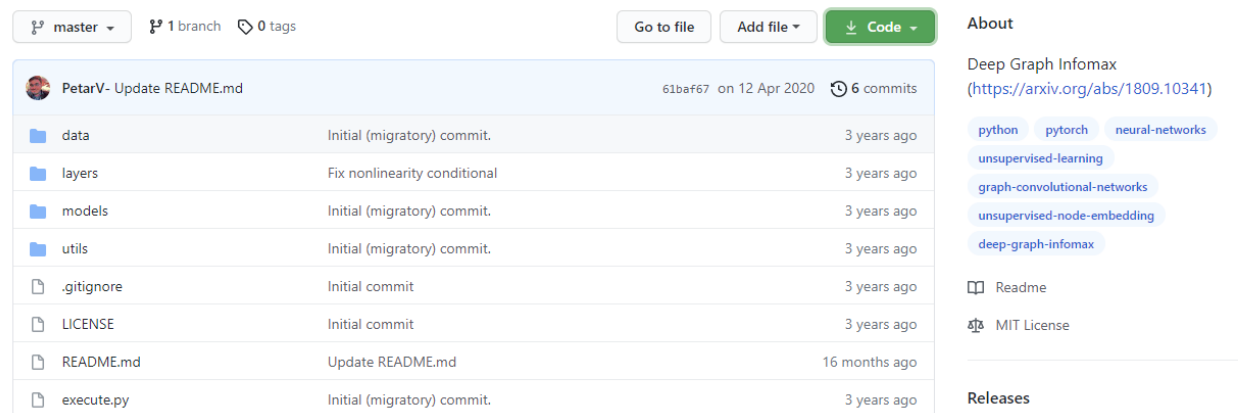 master 1 branch 0 tags Go to file Add file Code
PetarV- Update README.md 61baf67 on 12 Apr 2020 6 commits
data Initial (migratory) commit. 3 years ago
layers Fix nonlinearity conditional 3 years ago
models Initial (migratory) commit. 3 years ago
utils Initial (migratory) commit. 3 years ago
.gitignore Initial commit 3 years ago
LICENSE Initial commit 3 years ago
README.md Update README.md 16 months ago
execute.py Initial (migratory) commit. 3 years ago
About
Deep Graph Infomax
(https://arxiv.org/abs/1809.10341)
python pytorch neural-networks
unsupervised-learning
graph-convolutional-networks
unsupervised-node-embedding
deep-graph-infomax
Readme
MIT License
Releases